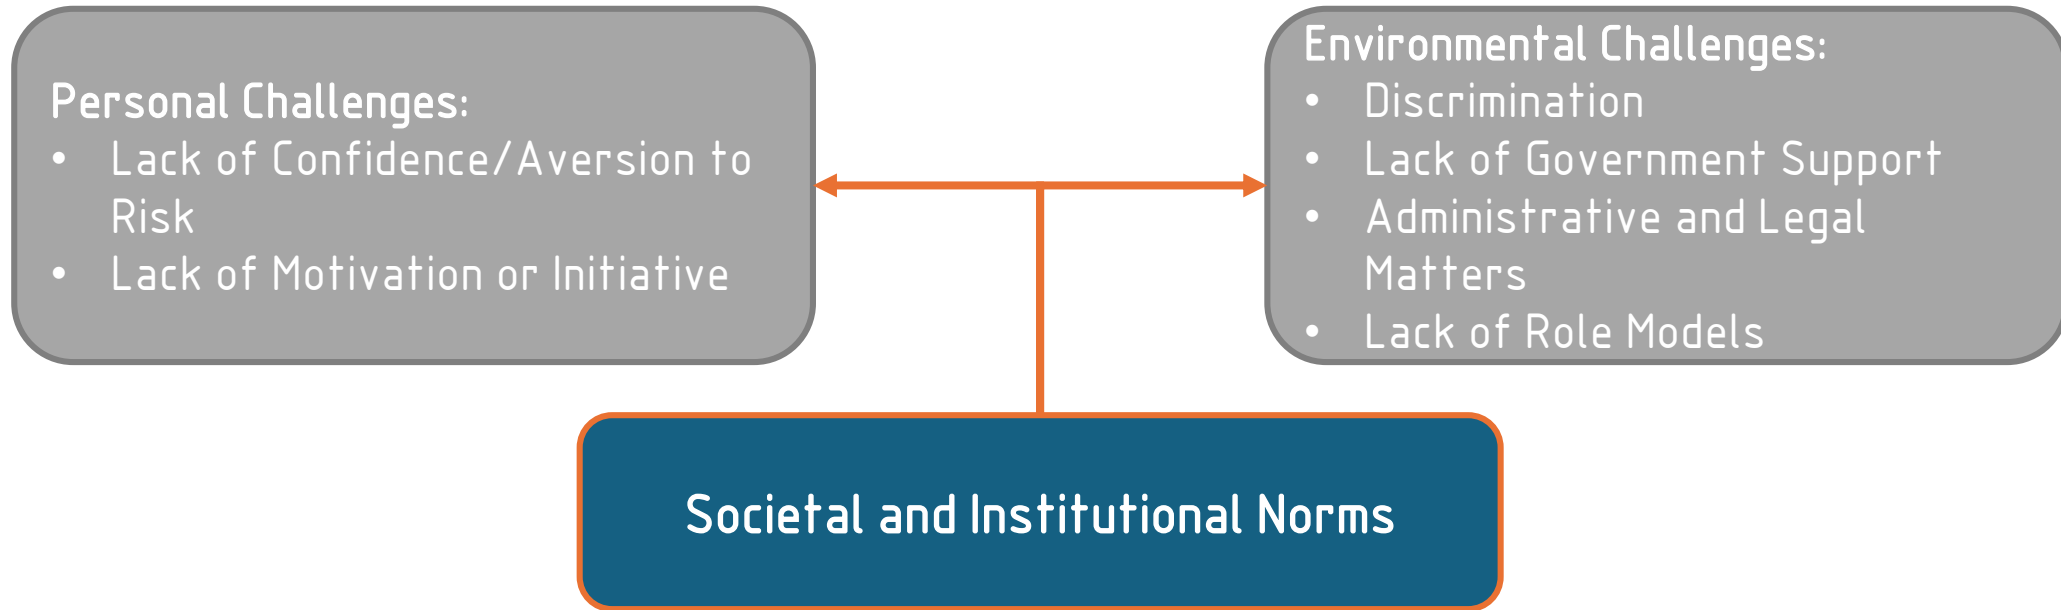 Personal Challenges:
• Lack of Confidence/Aversion to
Risk
• Lack of Motivation or Initiative
Environmental Challenges:
• Discrimination
• Lack of Government Support
• Administrative and Legal
Matters
• Lack of Role Models
Societal and Institutional Norms